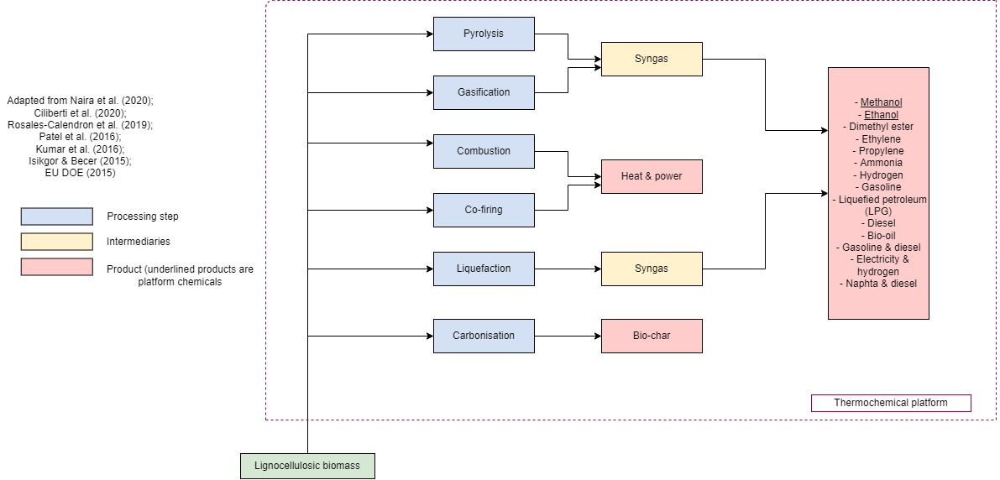 Adapted from Naira et al. (2020);
Ciliberti et al. (2020);
Rosales-Calendron et al. (2019);
Patel et al. (2016);
Kumar et al. (2016);
Isikgor & Becer (2015);
EU DOE (2015)
Processing step
Intermediaries
Product (underlined products are
platform chemicals
Pyrolysis
Gasification
Syngas
Combustion
Co-firing
Heat & power
Liquefaction
Syngas
Carbonisation
Bio-char
- Methanol
- Ethanol
- Dimethyl ester
- Ethylene
- Propylene
- Ammonia
- Hydrogen
- Gasoline
- Liquefied petroleum
(LPG)
- Diesel
- Bio-oil
- Gasoline & diesel
- Electricity &
hydrogen
- Naphta & diesel
Thermochemical platform
Lignocellulosic biomass